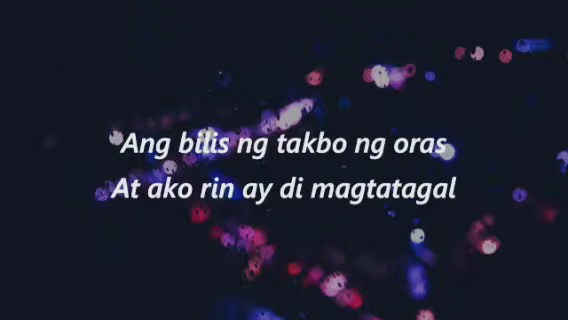 Ang bilis ng takbo ng oras
At ako rin ay di magtatagal